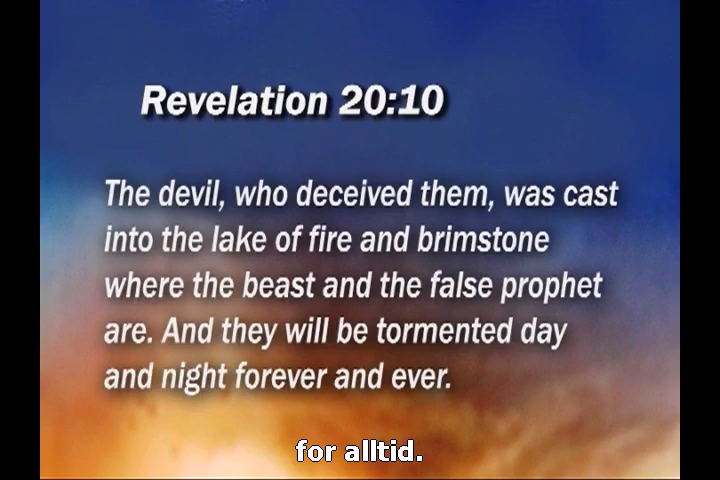 Revelation 20:10
The devil, who deceived them, was cast
into the lake of fire and brimstone
where the beast and the false prophet
are. And they will be tormented day
and night forever and ever.
for alltid.